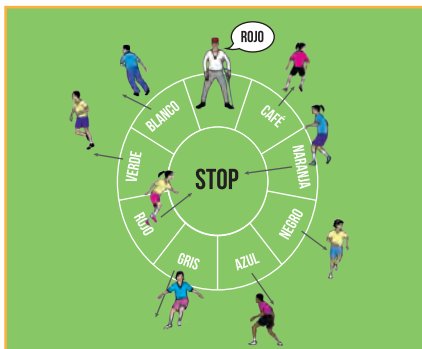 ROJO
BLANCO
CAFÉ
VERDE
NARANJA
STOP
ROJO
NEGRO
GRIS
AZUL